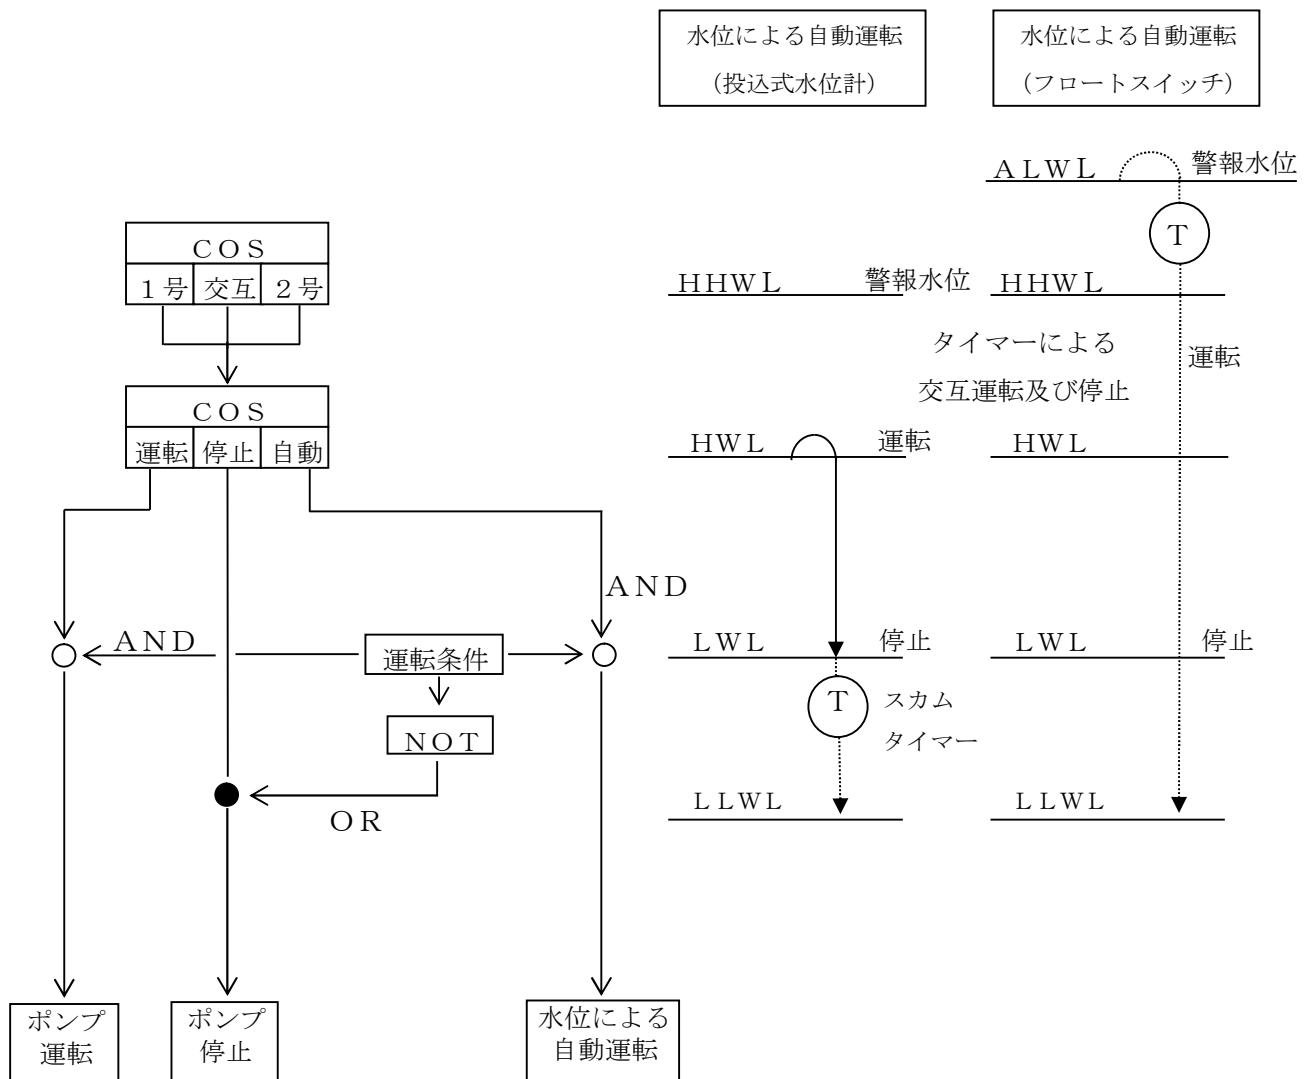 水位による自動運転
（投込式水位計）
水位による自動運転
（フロートスイッチ）
ＡＬＷＬ
警報水位
Ｔ
ＣＯＳ
１号 交互 ２号
ＨＨＷＬ
警報水位
ＨＨＷＬ
タイマーによる
交互運転及び停止
運転
ＣＯＳ
運転 停止 自動
ＨＷＬ
運転
ＨＷＬ
ＡＮＤ
ＡＮＤ
運転条件
ＬＷＬ
停止
ＬＷＬ
停止
Ｔ
スカム
タイマー
ＮＯＴ
ＯＲ
ＬＬＷＬ
ＬＬＷＬ
ポンプ
運転
ポンプ
停止
水位による
自動運転